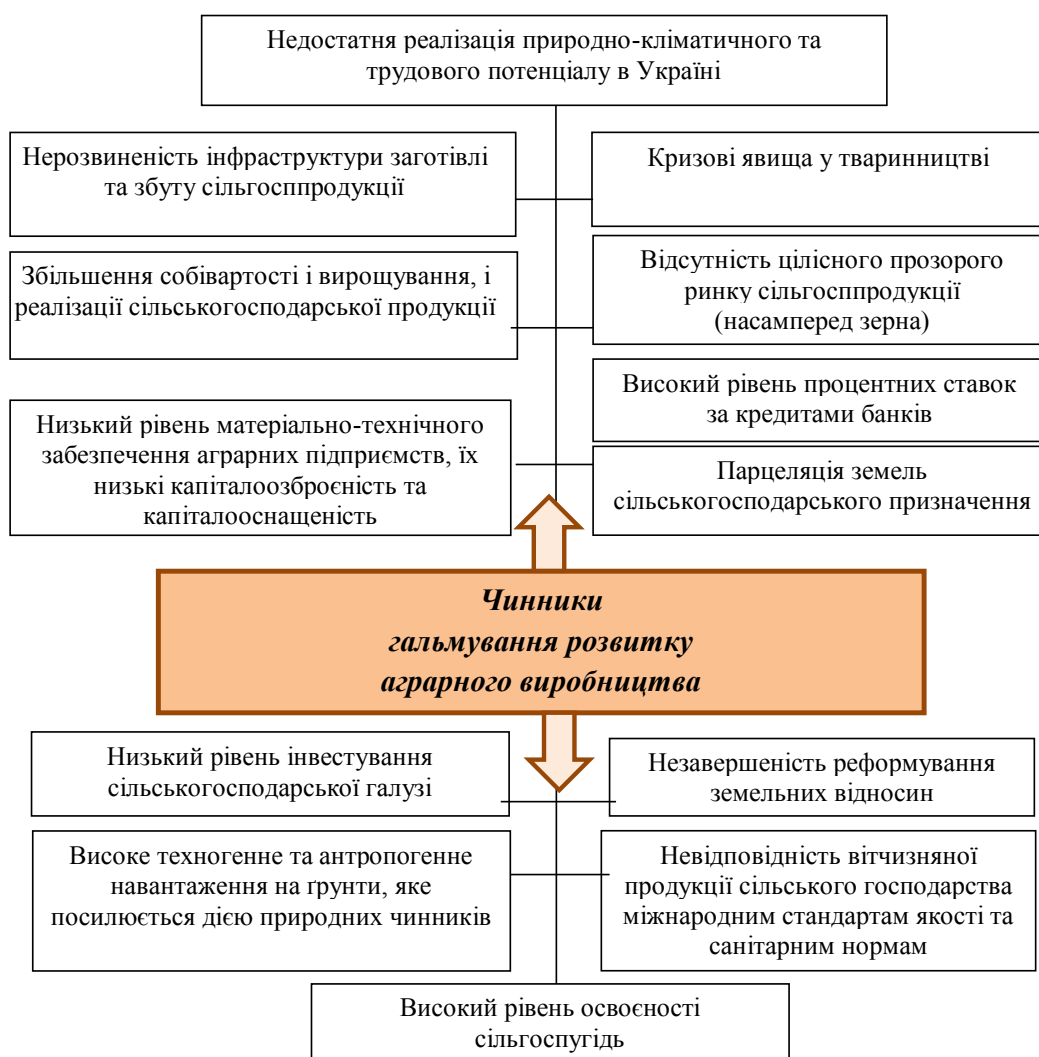 Недостатня реалізація природно-кліматичного та
трудового потенціалу в Україні
Нерозвиненість інфраструктури заготівлі
та збуту сільгосппродукції
Кризові явища у тваринництві
Збільшення собівартості і вирощування, і
реалізації сільськогосподарської продукції
Відсутність цілісного прозорого
ринку сільгосппродукції
(насамперед зерна)
Високий рівень процентних ставок
за кредитами банків
Низький рівень матеріально-технічного
забезпечення аграрних підприємств, їх
низькі капіталоозброєність та
капіталооснащеність
Парцеляція земель
сільськогосподарського призначення
Чинники
гальмування розвитку
аграрного виробництва
Низький рівень інвестування
сільськогосподарської галузі
Незавершеність реформування
земельних відносин
Високе техногенне та антропогенне
навантаження на ґрунти, яке
посилюється дією природних чинників
Невідповідність вітчизняної
продукції сільського господарства
міжнародним стандартам якості та
санітарним нормам
Високий рівень освоєності
сільгоспугідь